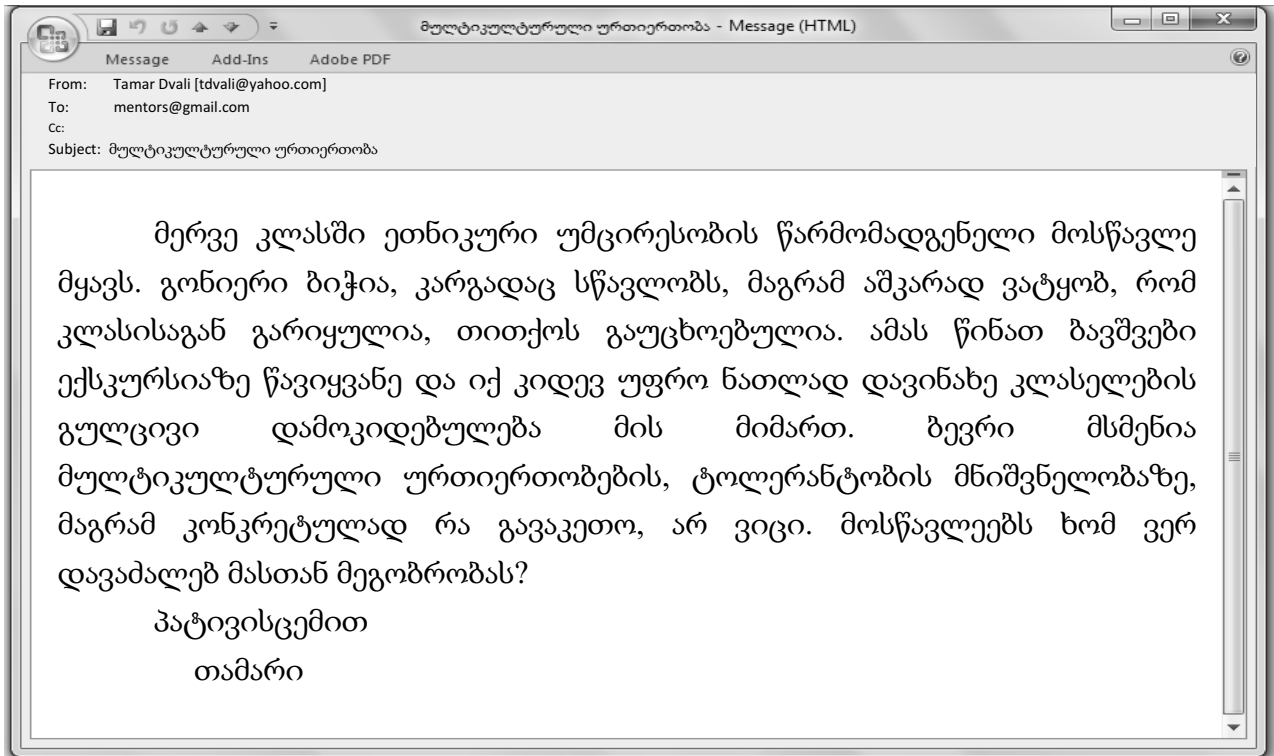 მულტიკულტურული ურთიერთობა - Message (HTML)
Message Add-Ins Adobe PDF
From: Tamar Dvali [tdvali@yahoo.com]
To: mentors@gmail.com
Cc:
Subject: მულტიკულტურული ურთიერთობა
მერვე კლასში ეთნიკური უმცირესობის წარმომადგენელი მოსწავლე
მყავს. გონიერი ბიჭია, კარგადაც სწავლობს, მაგრამ აშკარად ვატყობ, რომ
კლასისაგან გარიყულია, თითქოს გაუცხოებულია. ამას წინათ ბავშვები
ექსკურსიაზე წავიყვანე და იქ კიდევ უფრო ნათლად დავინახე კლასელების
გულცივი დამოკიდებულება მის მიმართ. ბევრი მსმენია
მულტიკულტურული ურთიერთობების, ტოლერანტობის მნიშვნელობაზე,
მაგრამ კონკრეტულად რა გავაკეთო, არ ვიცი. მოსწავლეებს ხომ ვერ
დავაძალებ მასთან მეგობრობას?
პატივისცემით
თამარი